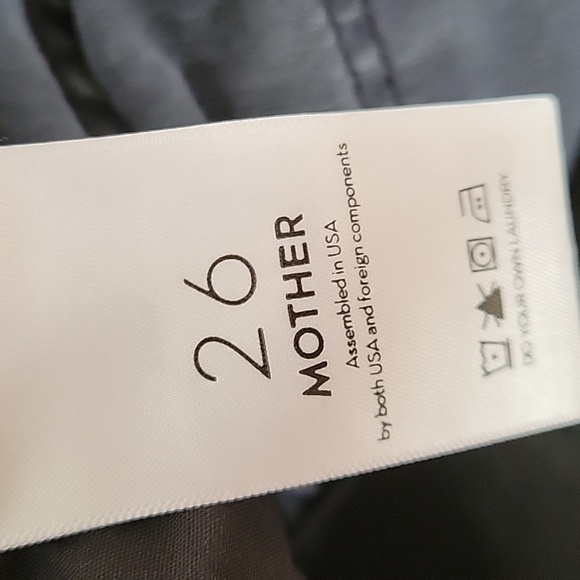 26
MOTHER
Assembled in USA
by both USA and foreign components
DO YOUR OWN LAUNDRY